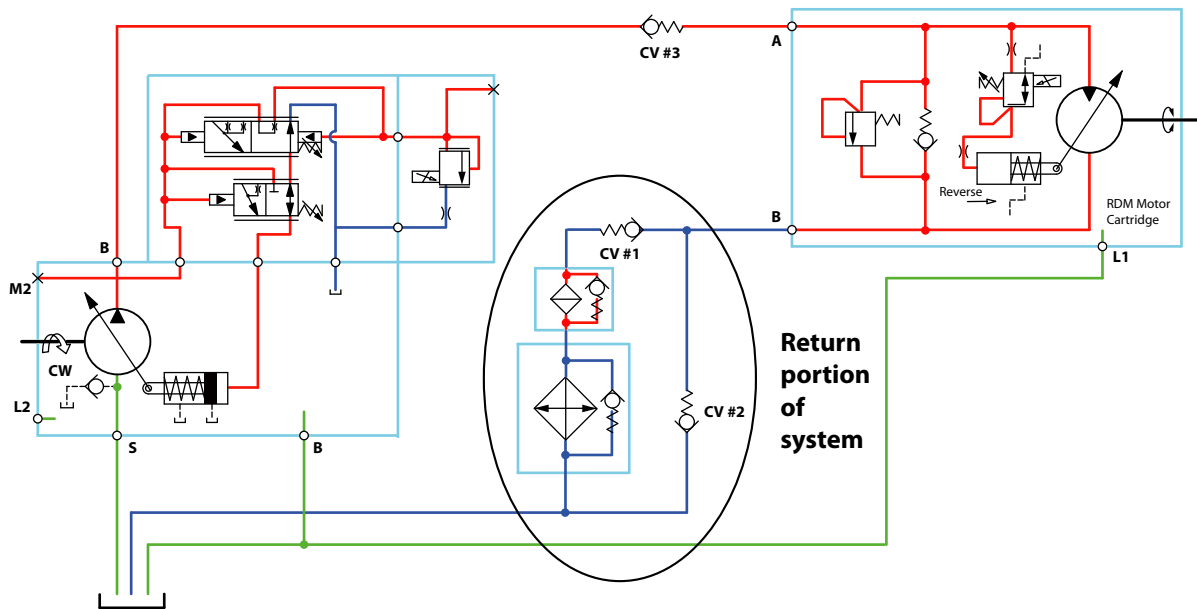 CV #3
A
B
M2
CW
L2
S
B
CV #1
CV #2
Return
portion
of
system
B
Reverse
RDM Motor
Cartridge
L1